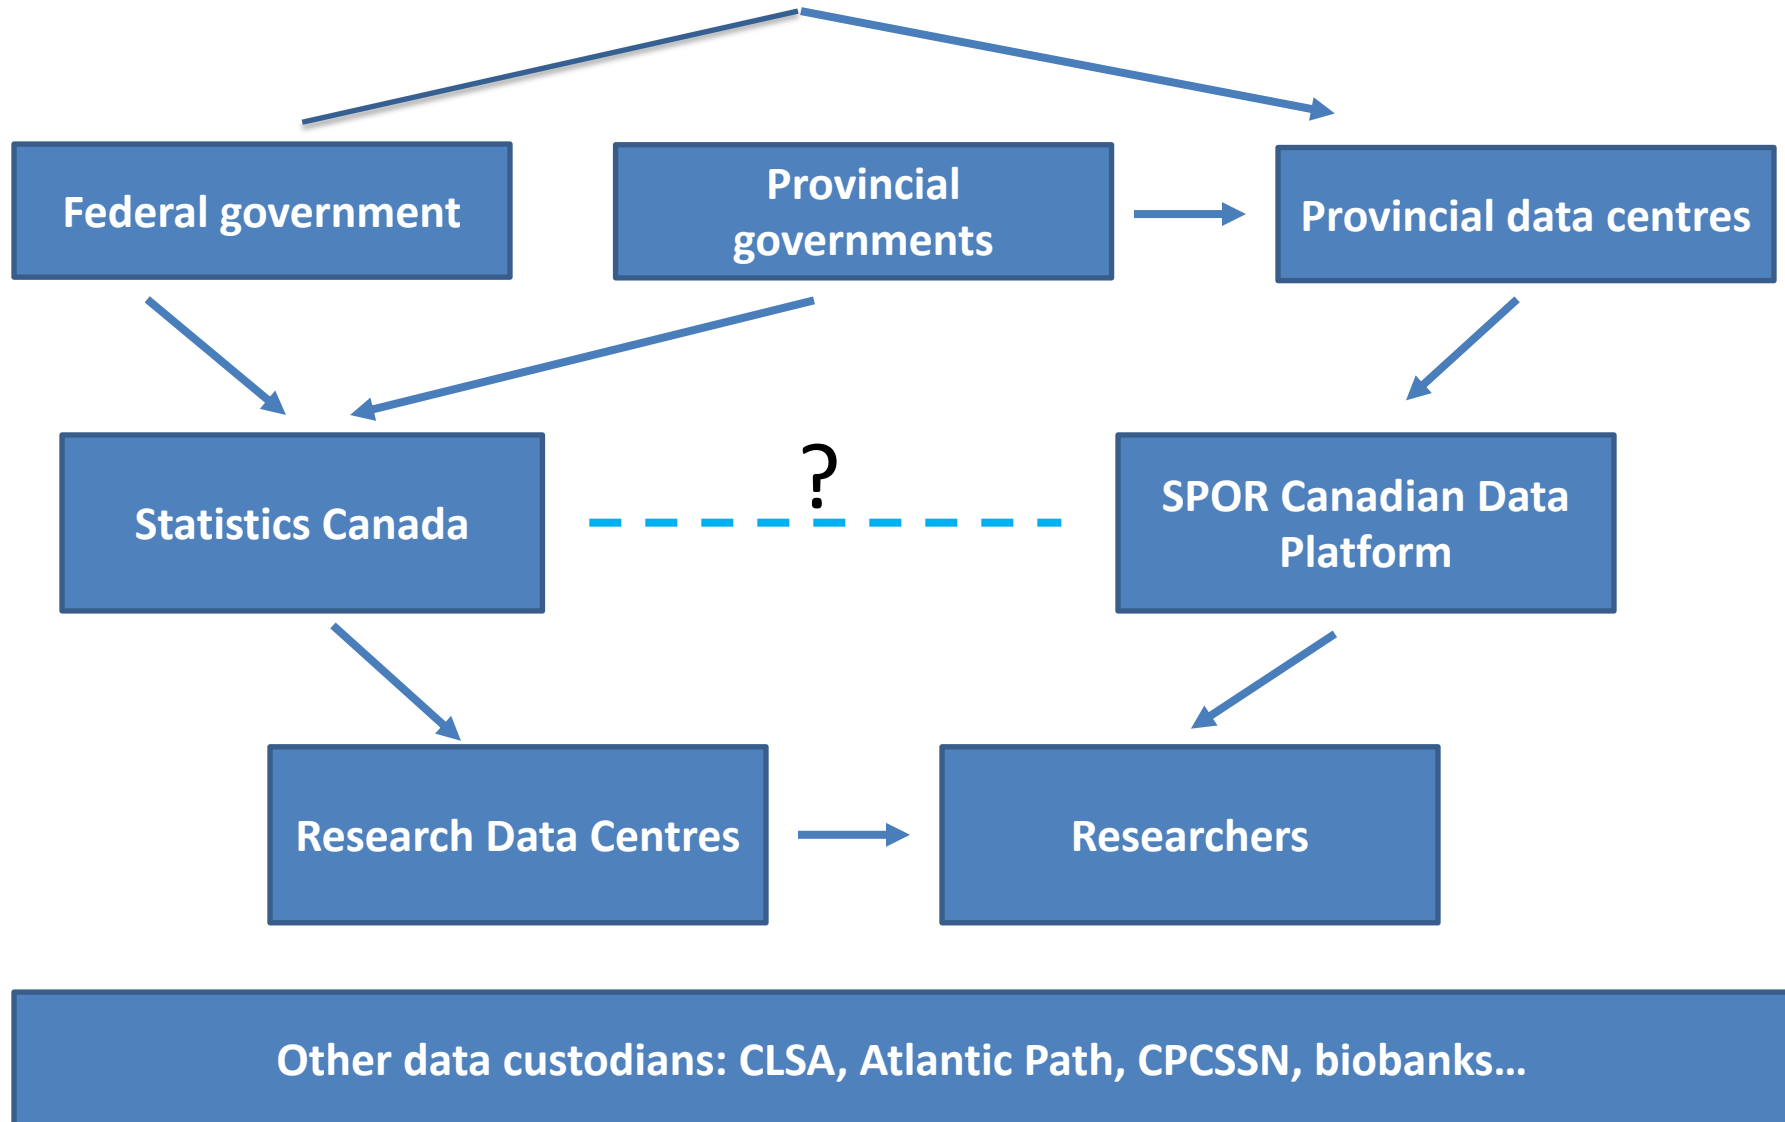 Federal government
Provincial
governments
Provincial data centres
Statistics Canada
?
SPOR Canadian Data
Platform
Research Data Centres
Researchers
Other data custodians: CLSA, Atlantic Path, CPCSSN, biobanks...